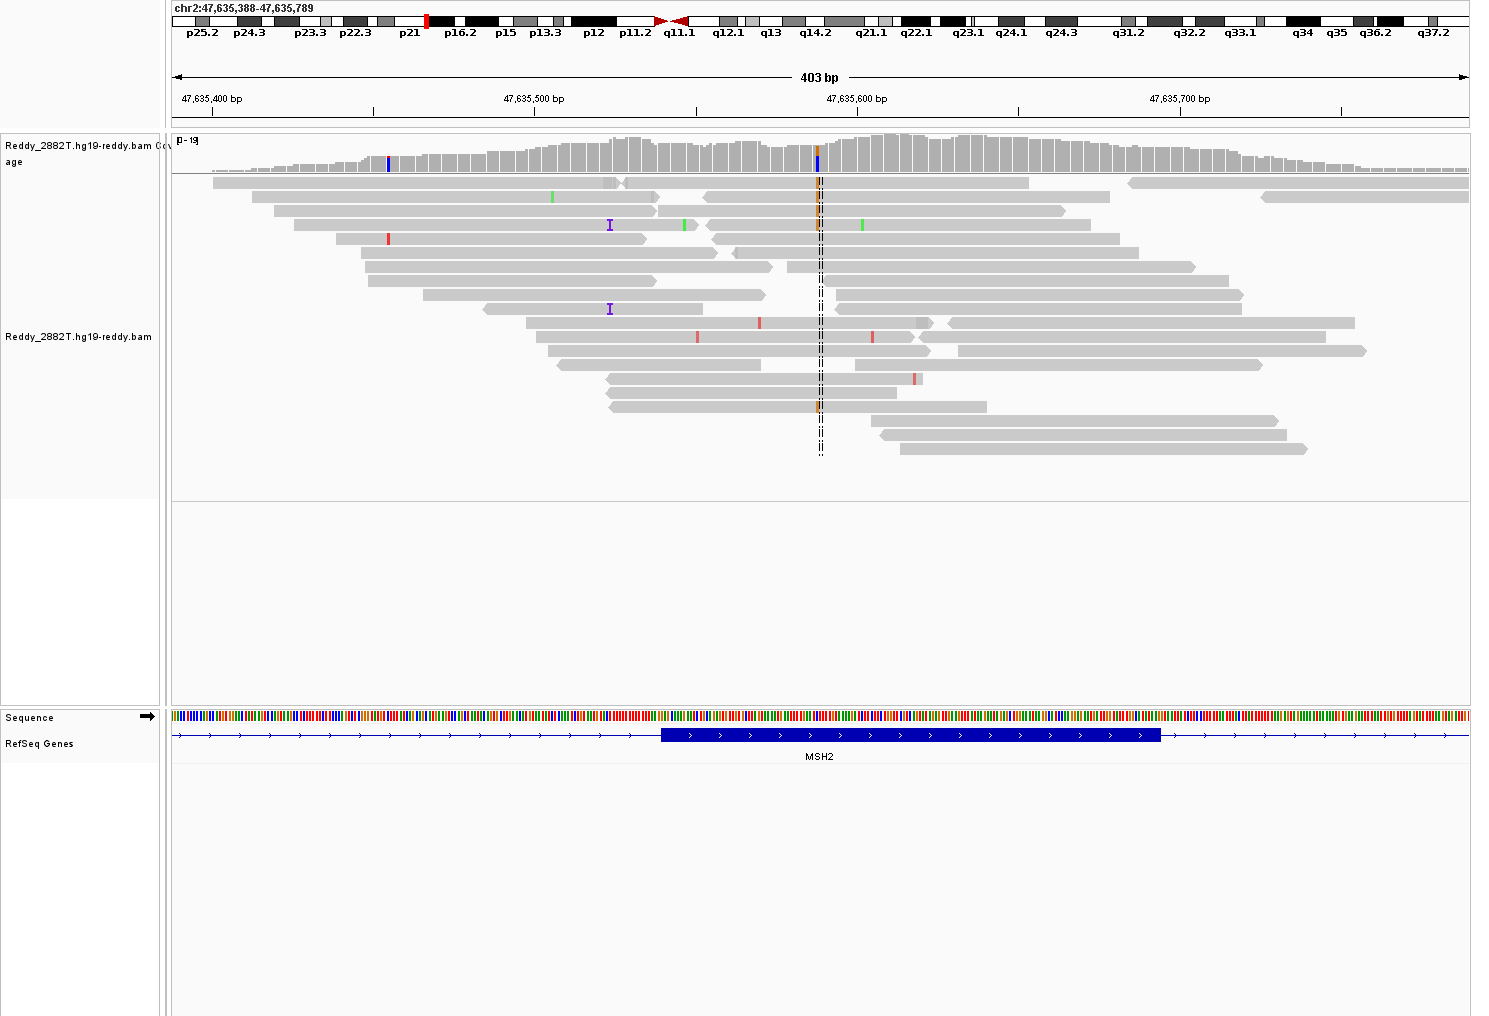 chr2:47,635,388-47,635,789
p25.2 p24.3 p23.3 p22.3 p21 p16.2 p15 p13.3 p12 p11.2 q11.1 q12.1 q13 q14.2 q21.1 q22.1 q23.1 q24.1 q24.3 q31.2 q32.2 q33.1 q34 q35 q36.2 q37.2
403 bp
47,635,400 bp 47,635,500 bp 47,635,600 bp 47,635,700 bp
Reddy_2882T.hg19-reddy.bam Cov
age
[0 - 19]
Reddy_2882T.hg19-reddy.bam
Sequence
RefSeq Genes
MSH2